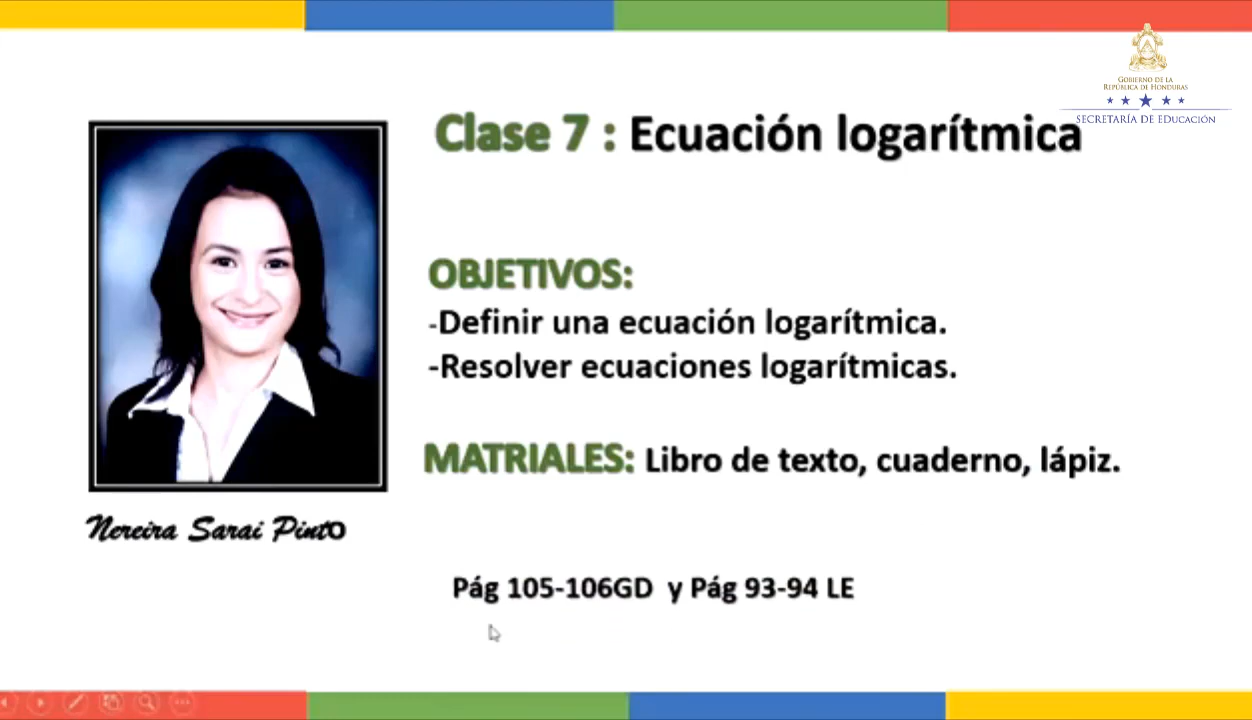 GOBIERNO DE LA
REPÚBLICA DE HONDURAS
SECRETARÍA DE EDUCACIÓN
Clase 7 : Ecuación logarítmica
OBJETIVOS:
-Definir una ecuación logarítmica.
-Resolver ecuaciones logarítmicas.
MATRIALES: Libro de texto, cuaderno, lápiz.
Nereira Sarai Pinto
Pág 105-106GD y Pág 93-94 LE